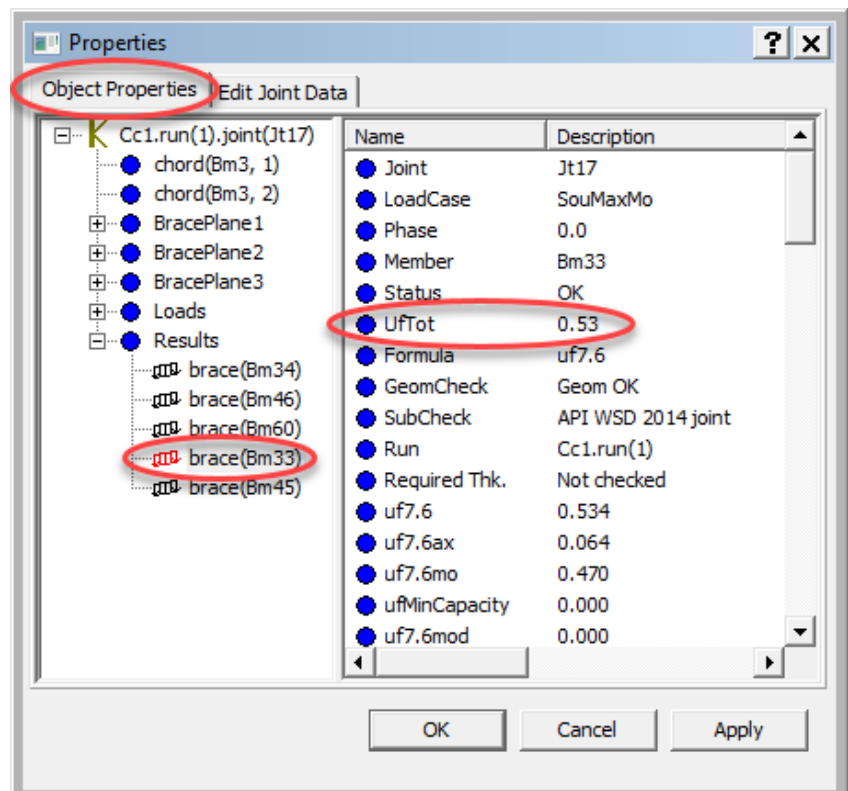 Properties
? X
Object Properties Edit Joint Data
Cc1.run(1).joint(Jt17)
chord(Bm3, 1)
chord(Bm3, 2)
BracePlane1
BracePlane2
BracePlane3
Loads
Results
brace(Bm34)
brace(Bm46)
brace(Bm60)
brace(Bm33)
brace(Bm45)
Name Description
Joint Jt17
LoadCase SouMaxMo
Phase 0.0
Member Bm33
Status OK
UfTot 0.53
Formula uf7.6
GeomCheck Geom OK
SubCheck API WSD 2014 joint
Run Cc1.run(1)
Required Thk. Not checked
uf7.6 0.534
uf7.6ax 0.064
uf7.6mo 0.470
ufMinCapacity 0.000
uf7.6mod 0.000
OK Cancel Apply